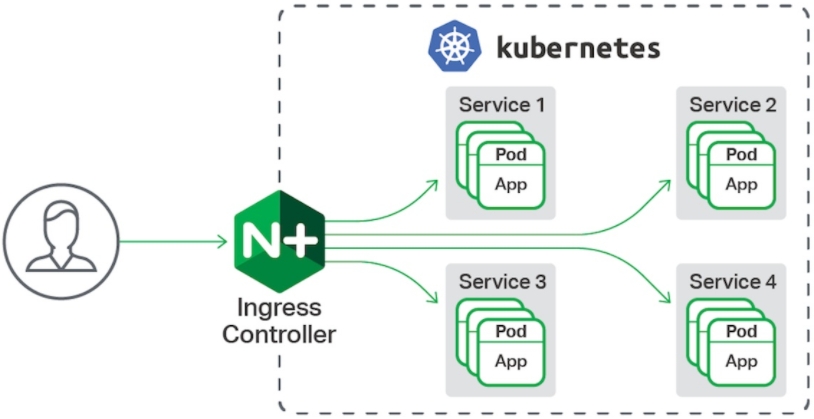 kubernetes
Service 1
Pod
App
Service 2
Pod
App
N+
Ingress
Controller
Service 3
Pod
App
Service 4
Pod
App